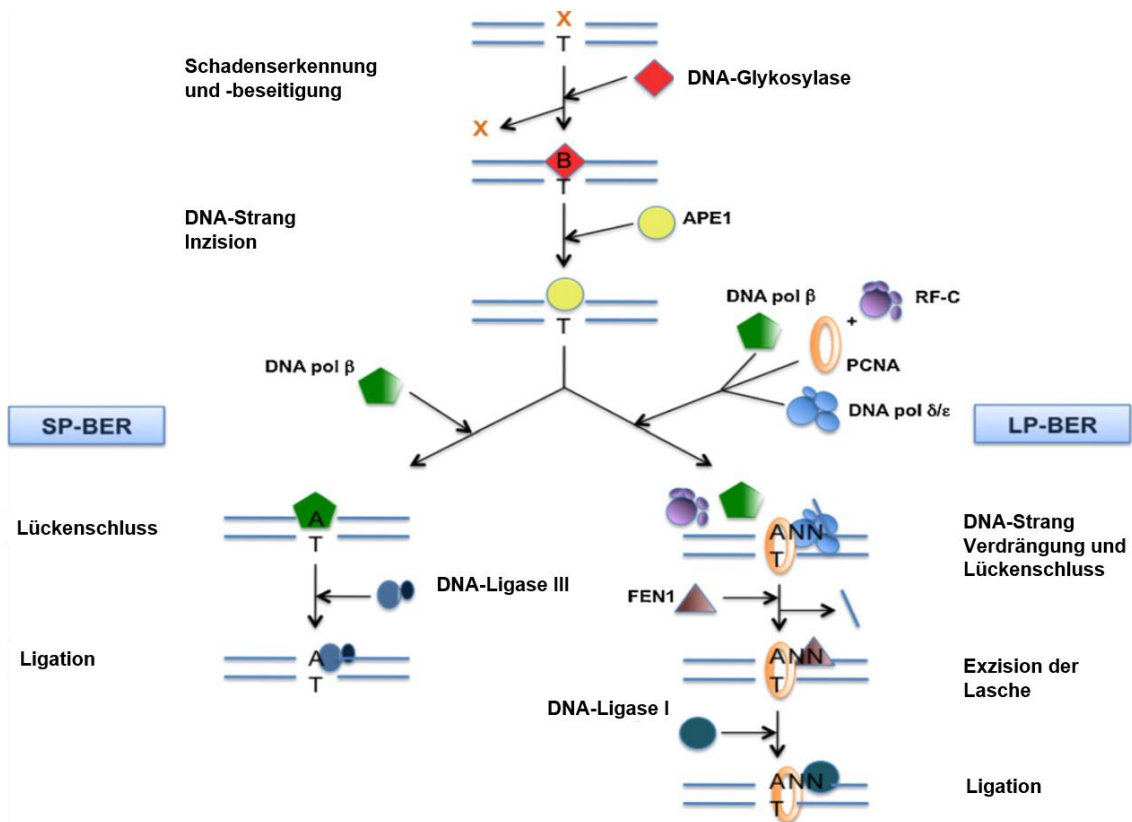 X
T
Schadenserkennung
und -beseitigung
DNA-Glykosylase
X
B
T
DNA-Strang
Inzision
APE1
T
DNA pol β
RF-C
+
PCNA
DNA pol β
DNA pol δ/ε
SP-BER
LP-BER
Lückenschluss
A
T
ANN
T
DNA-Strang
Verdrängung und
Lückenschluss
DNA-Ligase III
FEN1
Ligation
A
T
ANN
T
Exzision der
Lasche
DNA-Ligase I
ANN
T
Ligation